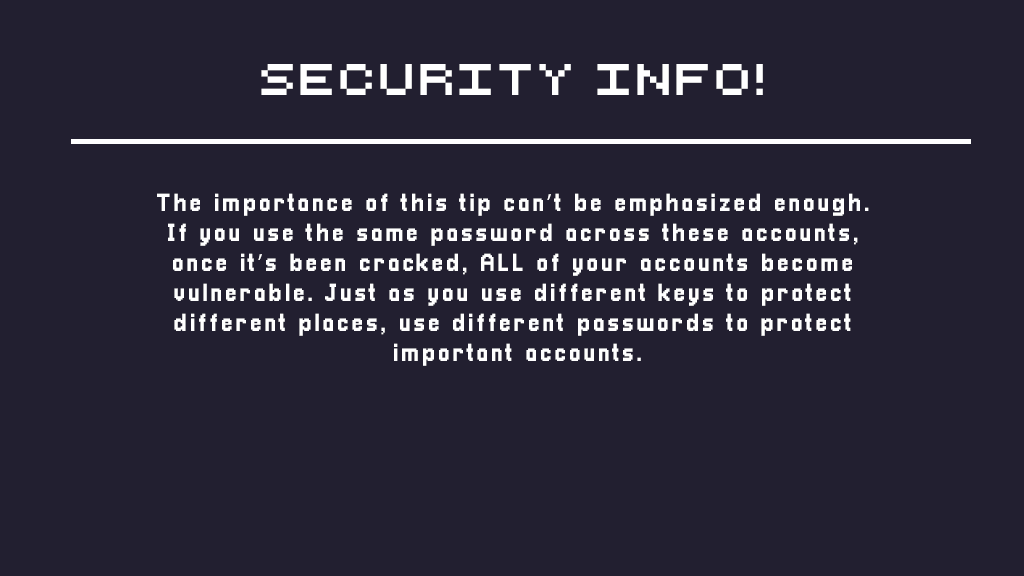 SECURITY INFO!
The importance of this tip can't be emphasized enough.
If you use the same password across these accounts,
once it's been cracked, ALL of your accounts become
vulnerable. Just as you use different keys to protect
different places, use different passwords to protect
important accounts.